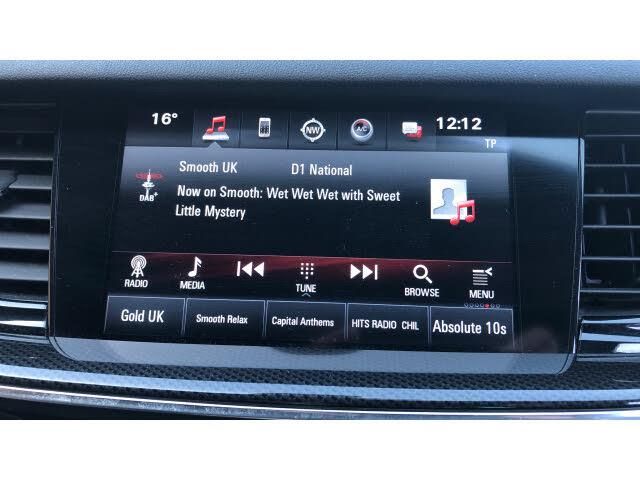 16°
NW
A/C
12:12
TP
Smooth UK
D1 National
DAB+
Now on Smooth: Wet Wet Wet with Sweet
Little Mystery
RADIO
MEDIA
TUNE
BROWSE
MENU
Gold UK
Smooth Relax
Capital Anthems
HITS RADIO CHIL
Absolute 10s